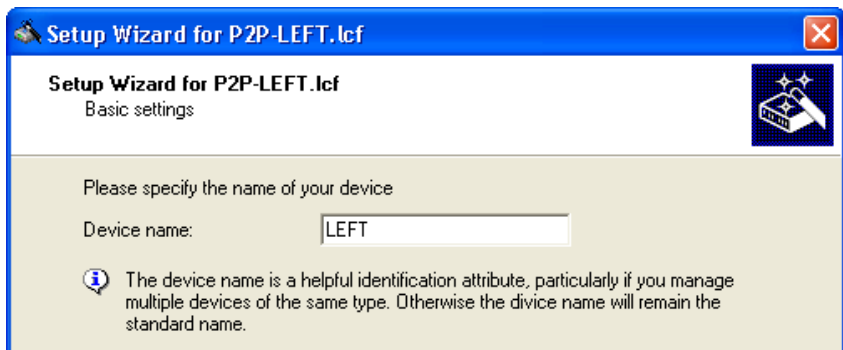 Setup Wizard for P2P-LEFT.lcf
Setup Wizard for P2P-LEFT.lcf
Basic settings
Please specify the name of your device
Device name: LEFT
The device name is a helpful identification attribute, particularly if you manage
multiple devices of the same type. Otherwise the divice name will remain the
standard name.